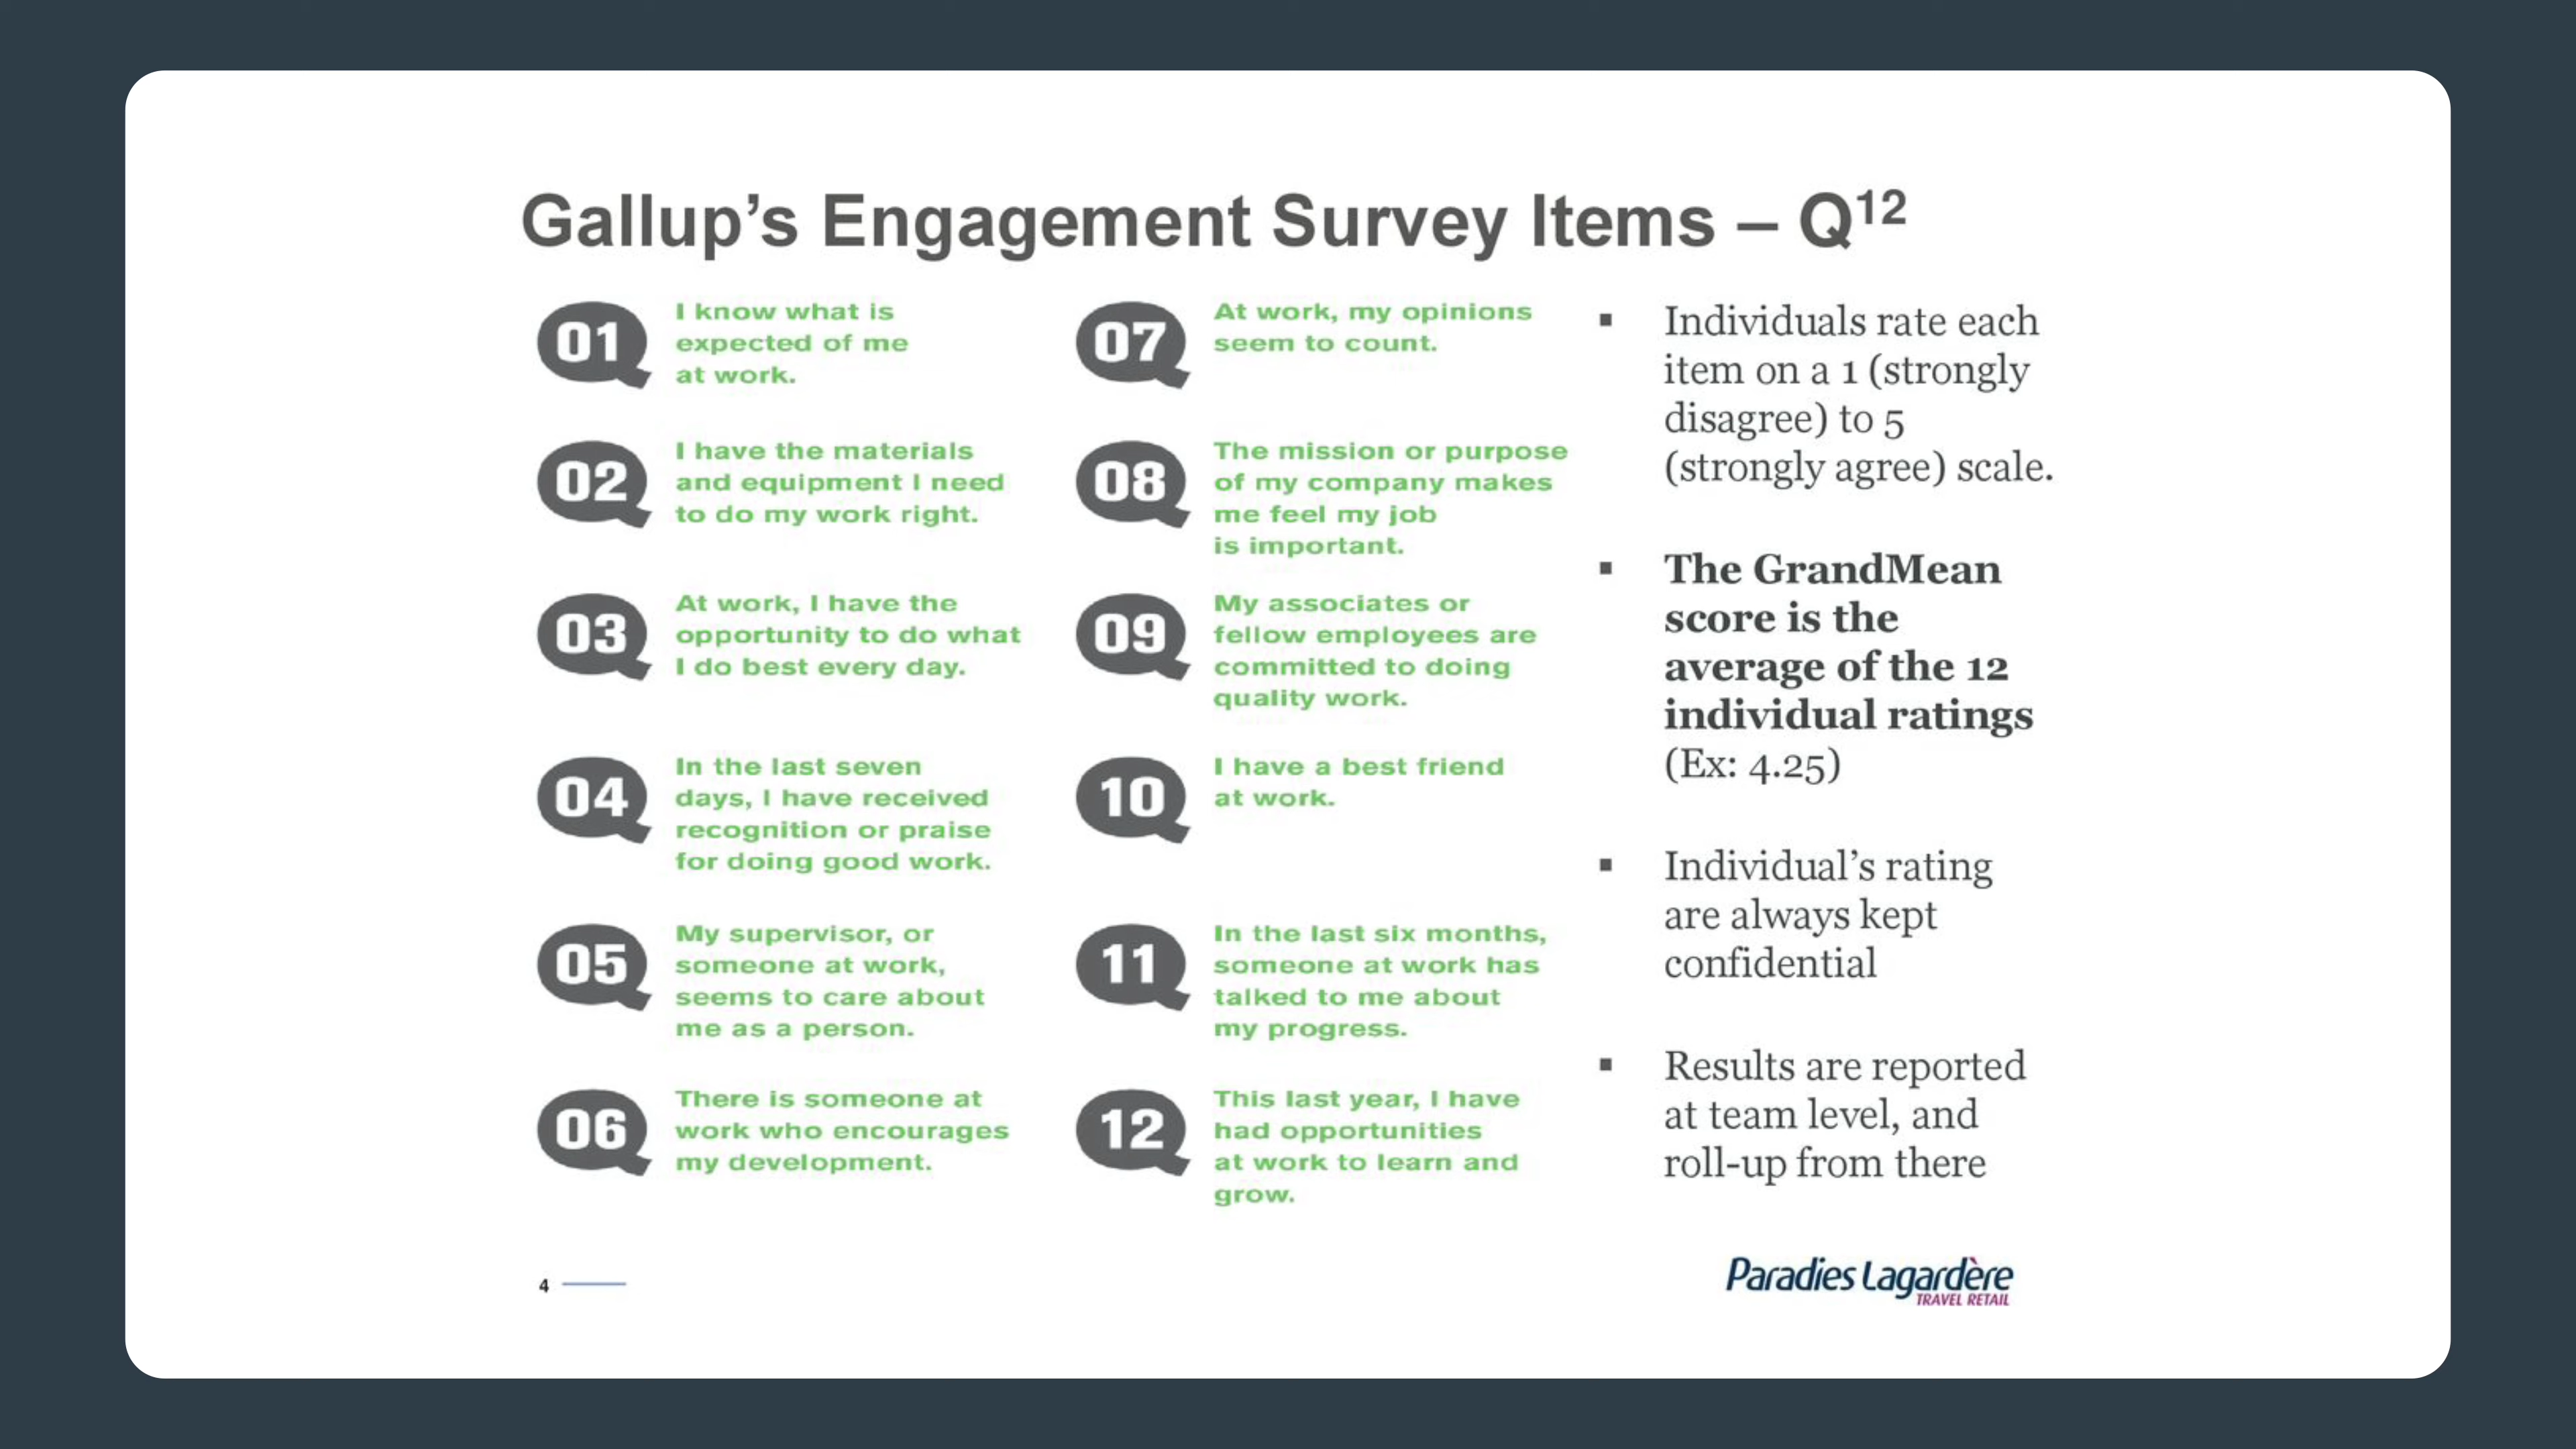 Gallup’s Engagement Survey Items – Q12
01
I know what is
expected of me
at work.
02
I have the materials
and equipment I need
to do my work right.
03
At work, I have the
opportunity to do what
I do best every day.
04
In the last seven
days, I have received
recognition or praise
for doing good work.
05
My supervisor, or
someone at work,
seems to care about
me as a person.
06
There is someone at
work who encourages
my development.
07
At work, my opinions
seem to count.
08
The mission or purpose
of my company makes
me feel my job
is important.
09
My associates or
fellow employees are
committed to doing
quality work.
10
I have a best friend
at work.
11
In the last six months,
someone at work has
talked to me about
my progress.
12
This last year, I have
had opportunities
at work to learn and
grow.
▪ Individuals rate each
item on a 1 (strongly
disagree) to 5
(strongly agree) scale.
▪ The GrandMean
score is the
average of the 12
individual ratings
(Ex: 4.25)
▪ Individual’s rating
are always kept
confidential
▪ Results are reported
at team level, and
roll-up from there
4
Paradies Lagardère
TRAVEL RETAIL